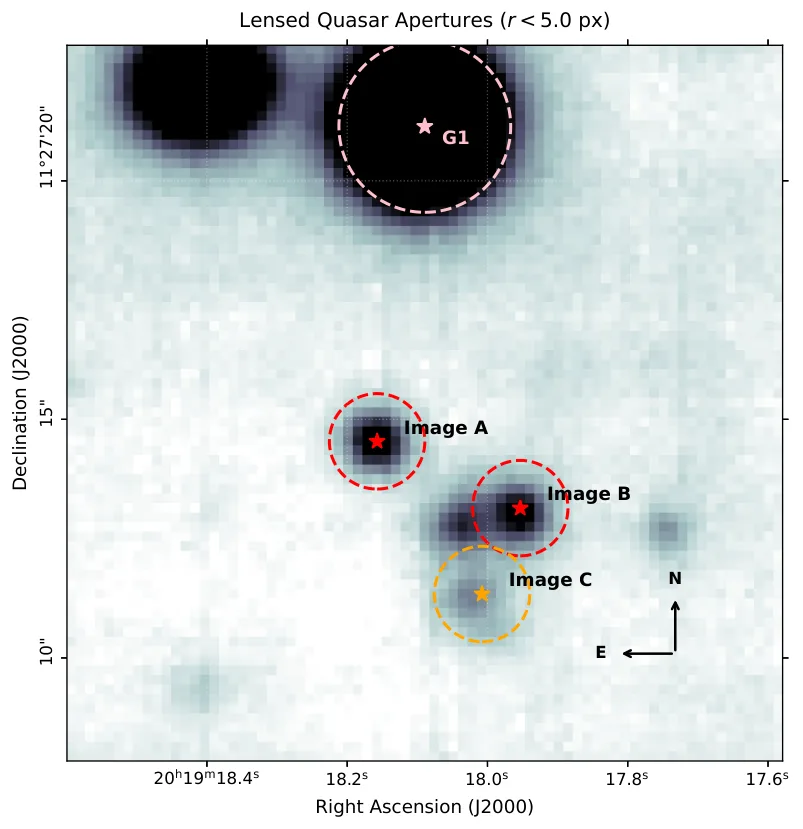 Lensed Quasar Apertures (r < 5.0 px)
G1
11°27'20"
15"
10"
Declination (J2000)
Image A
Image B
Image C
N
E
20ʰ19ᵐ18.4ˢ 18.2ˢ 18.0ˢ 17.8ˢ 17.6ˢ
Right Ascension (J2000)